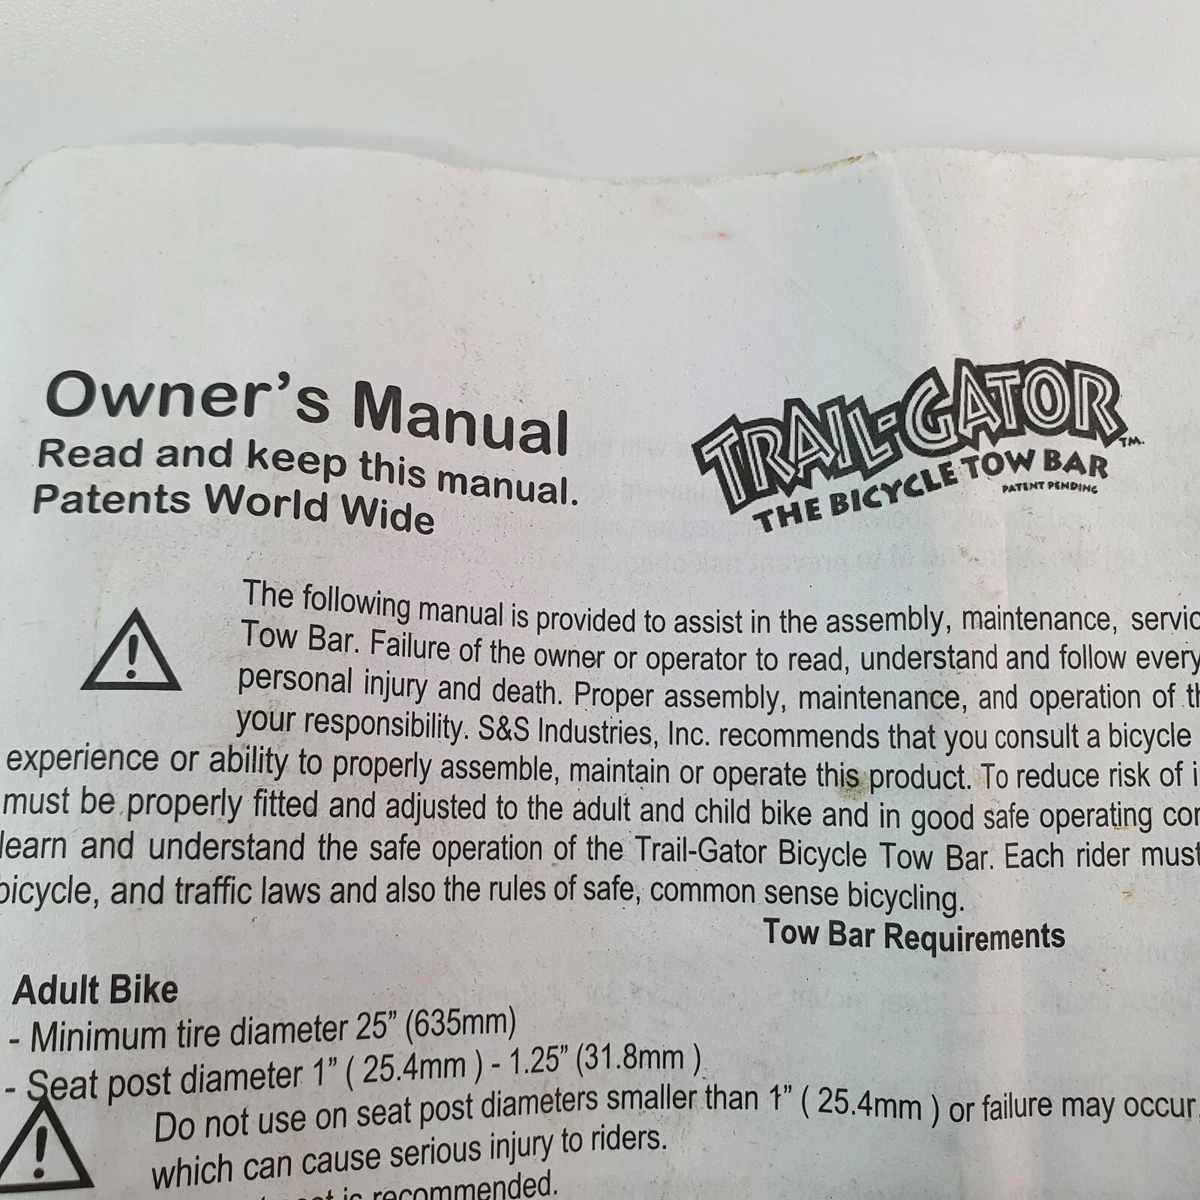 Owner's Manual
Read and keep this manual.
Patents World Wide
TRAIL-GATOR™
THE BICYCLE TOW BAR
PATENT PENDING
The following manual is provided to assist in the assembly, maintenance,
Tow Bar. Failure of the owner or operator to read, understand and follow every
personal injury and death. Proper assembly, maintenance, and operation of
your responsibility. S&S Industries, Inc. recommends that you consult a bicycle
experience or ability to properly assemble, maintain or operate this product. To reduce risk of
must be properly fitted and adjusted to the adult and child bike and in good safe operating
learn and understand the safe operation of the Trail-Gator Bicycle Tow Bar. Each rider must
bicycle, and traffic laws and also the rules of safe, common sense bicycling.
Tow Bar Requirements
Adult Bike
- Minimum tire diameter 25" (635mm)
- Seat post diameter 1" ( 25.4mm ) - 1.25" (31.8mm )
Do not use on seat post diameters smaller than 1" ( 25.4mm ) or failure may occur
which can cause serious injury to riders.
is recommended.